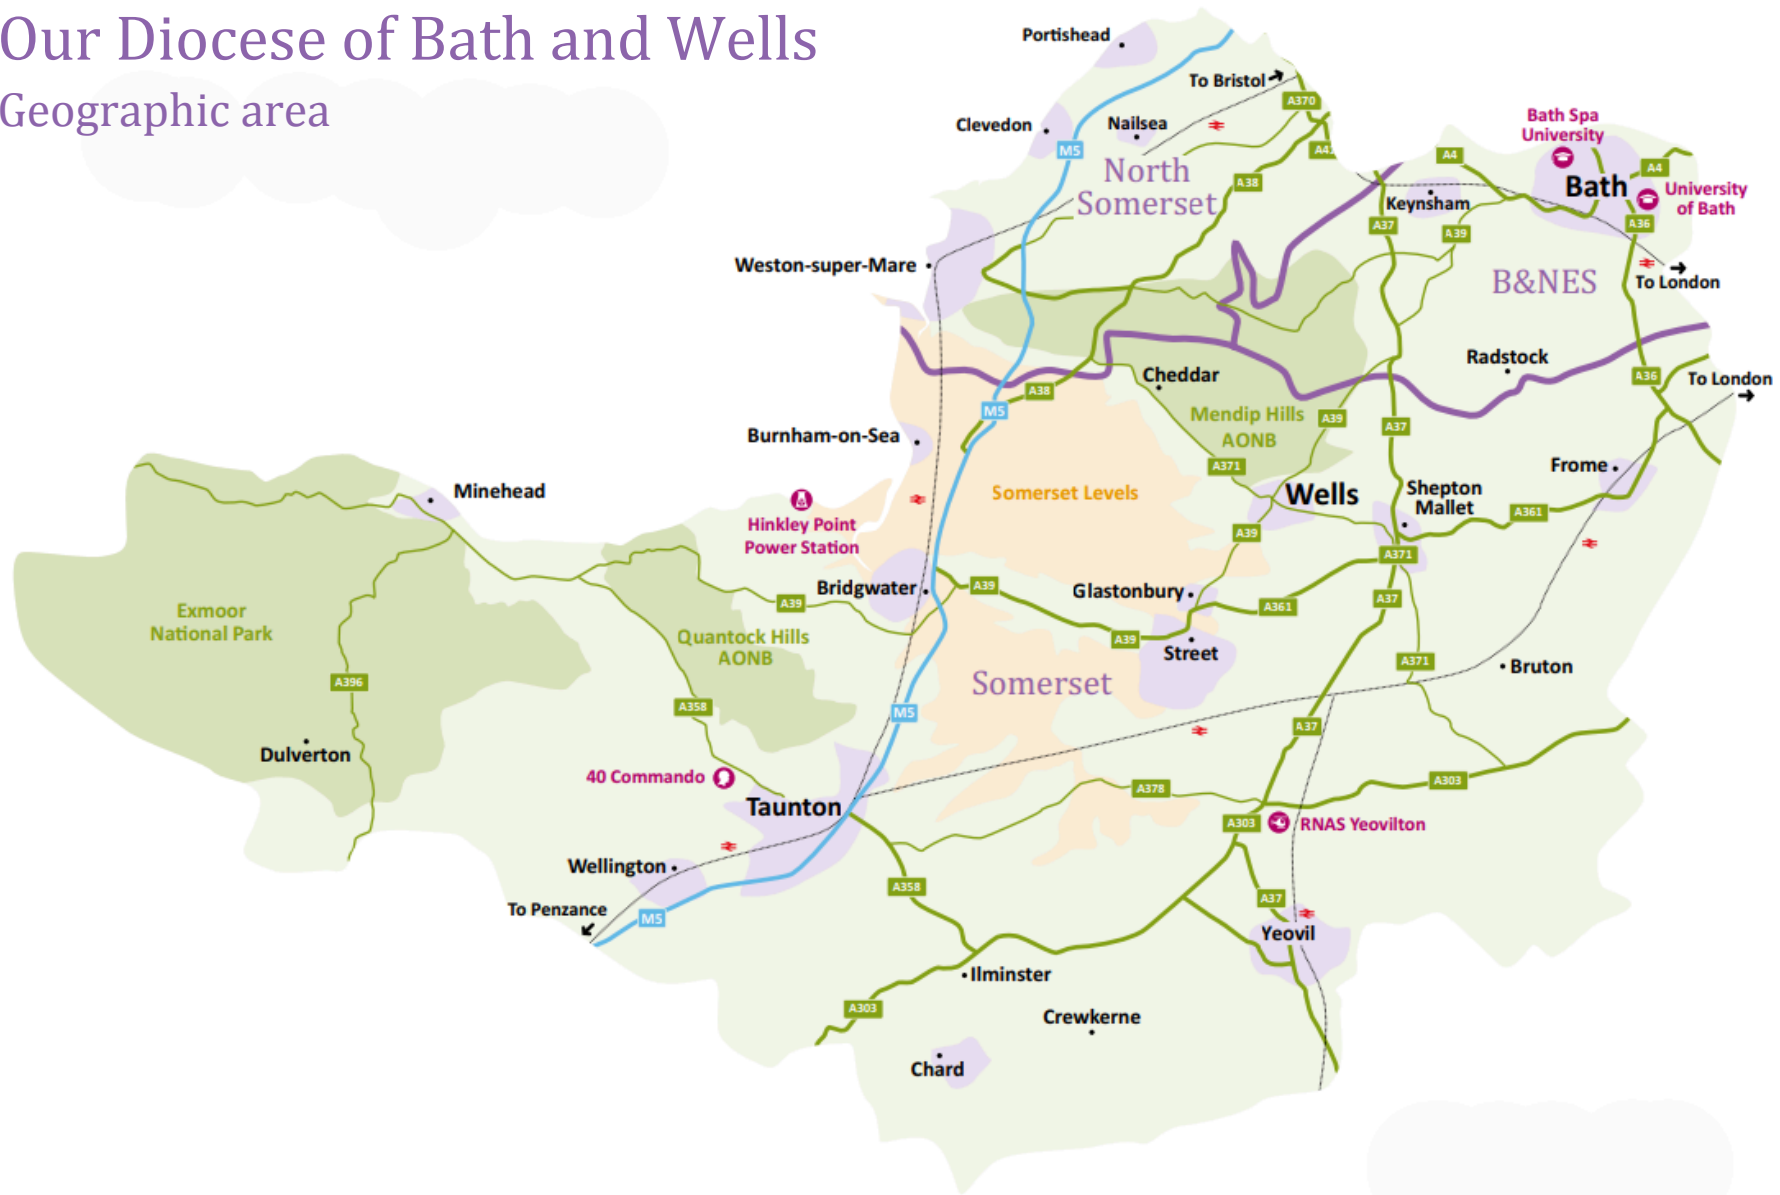 Our Diocese of Bath and Wells
Geographic area
Portishead
To Bristol
A370
Clevedon
Nailsea
M5
A4
Bath Spa
University
A4
A4
Bath
University
of Bath
North
Somerset
A38
Keynsham
A37
A39
A36
Weston-super-Mare
B&NES
To London
Radstock
Cheddar
A38
A36
To London
M5
Mendip Hills
AONB
A39
A37
Burnham-on-Sea
A371
Frome
Minehead
Somerset Levels
Wells
Shepton
Mallet
A361
Hinkley Point
Power Station
A39
A371
Bridgwater
A39
A39
Glastonbury
A361
A37
Exmoor
National Park
Quantock Hills
AONB
A39
Street
A371
Bruton
A396
Somerset
A358
M5
A37
Dulverton
40 Commando
A378
A303
Taunton
A303
RNAS Yeovilton
Wellington
A358
A37
To Penzance
M5
Yeovil
Ilminster
A303
Crewkerne
Chard